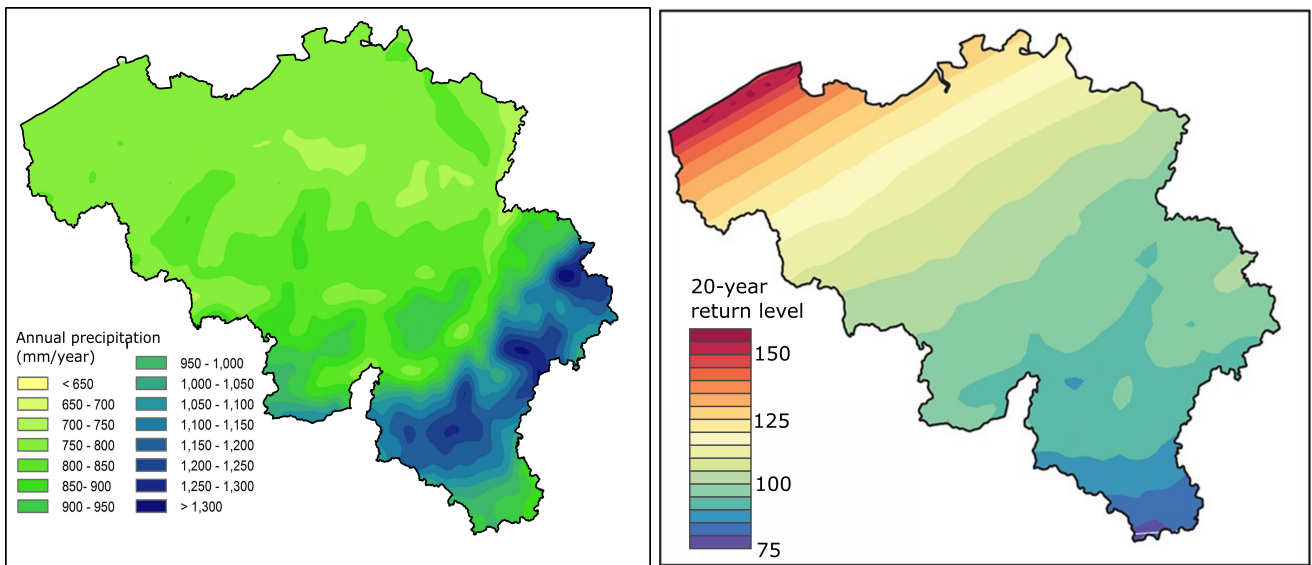 Annual precipitation
(mm/year)
< 650
650 - 700
700 - 750
750 - 800
800 - 850
850- 900
900 - 950
950 - 1,000
1,000 - 1,050
1,050 - 1,100
1,100 - 1,150
1,150 - 1,200
1,200 - 1,250
1,250 - 1,300
> 1,300
20-year
return level
150
125
100
75